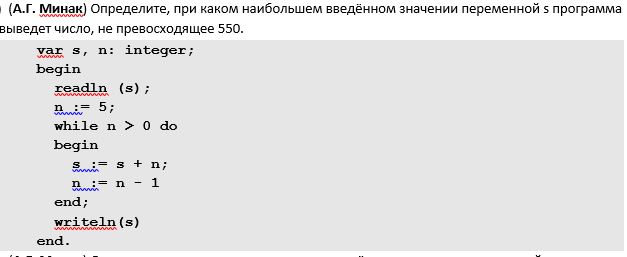 ) (А.Г. Минак) Определите, при каком наибольшем введённом значении переменной s программа
выведет число, не превосходящее 550.
var s, n: integer;
begin
readln (s);
n := 5;
while n > 0 do
begin
s := s + n;
n := n - 1
end;
writeln(s)
end.